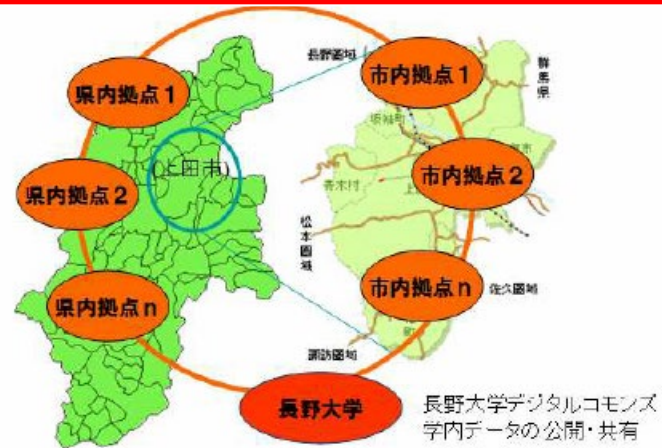 県内拠点1
県内拠点2
県内拠点n
(上田市)
長野圏域
市内拠点1
群馬県
坂城町
市内拠点2
青木村
松本圏域
市内拠点n
佐久圏域
諏訪圏域
長野大学
長野大学デジタルコモンズ
学内データの公開・共有